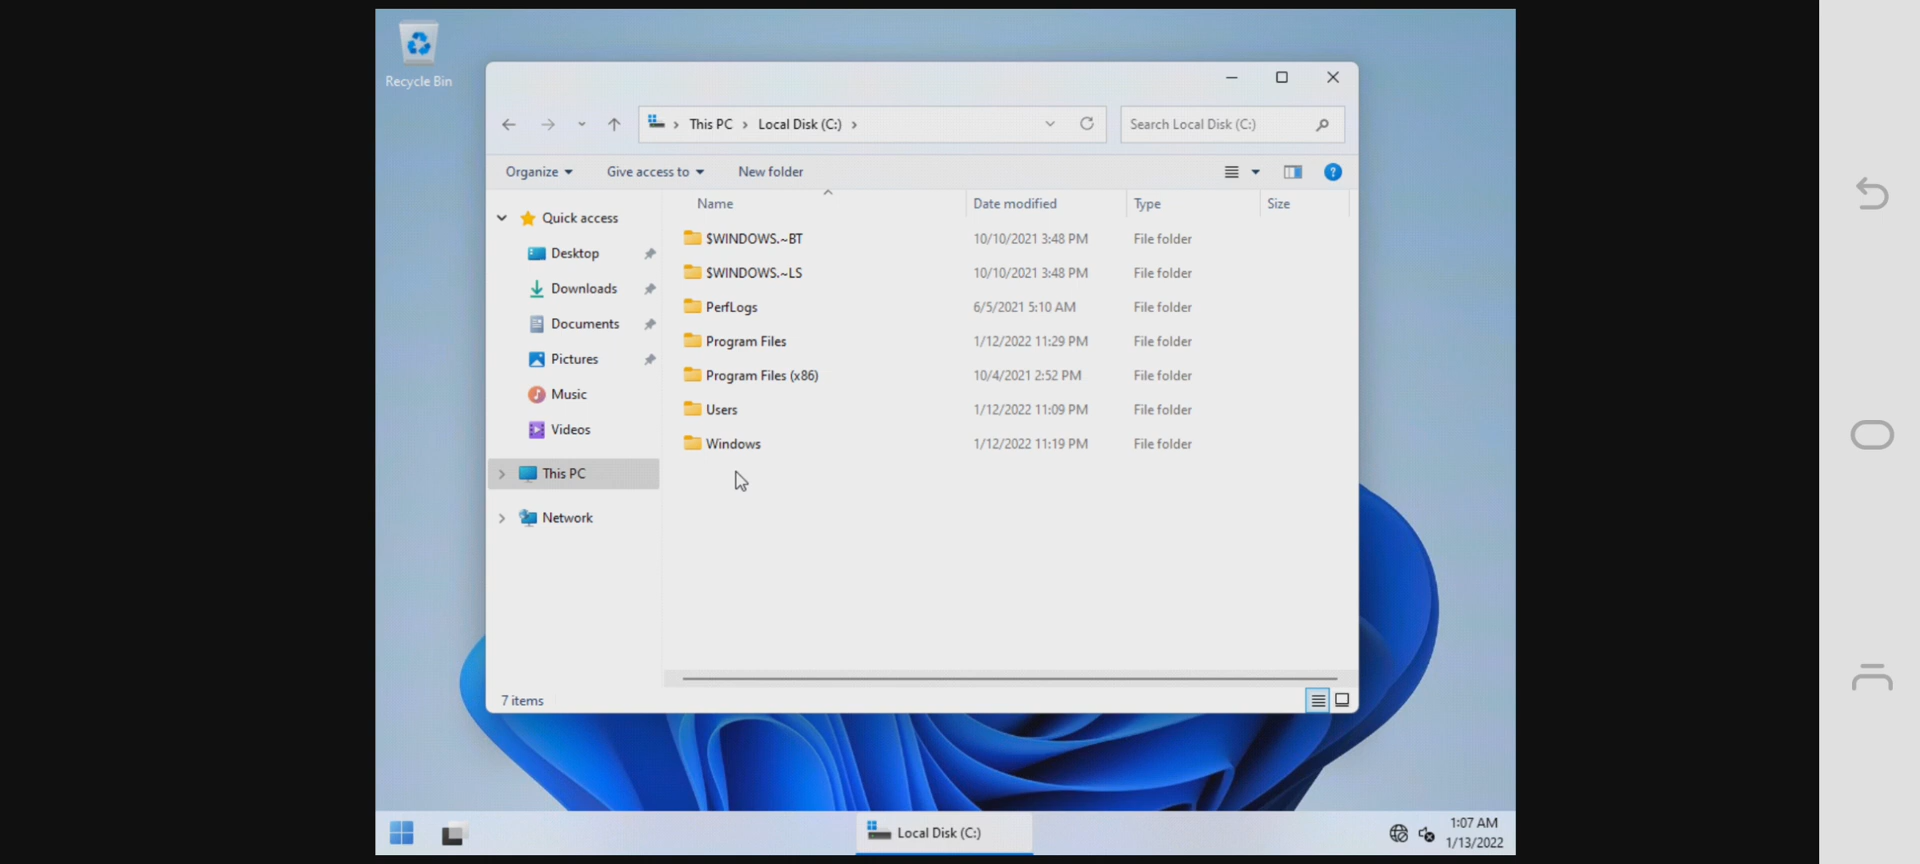 Recycle Bin
This PC > Local Disk (C:) >
Search Local Disk (C:)
Organize
Give access to
New folder
?
Name
Date modified
Type
Size
Quick access
Desktop
Downloads
Documents
Pictures
Music
Videos
This PC
Network
$WINDOWS.~BT 10/10/2021 3:48 PM File folder
$WINDOWS.~LS 10/10/2021 3:48 PM File folder
PerfLogs 6/5/2021 5:10 AM File folder
Program Files 1/12/2022 11:29 PM File folder
Program Files (x86) 10/4/2021 2:52 PM File folder
Users 1/12/2022 11:09 PM File folder
Windows 1/12/2022 11:19 PM File folder
7 items
Local Disk (C:)
1:07 AM
1/13/2022